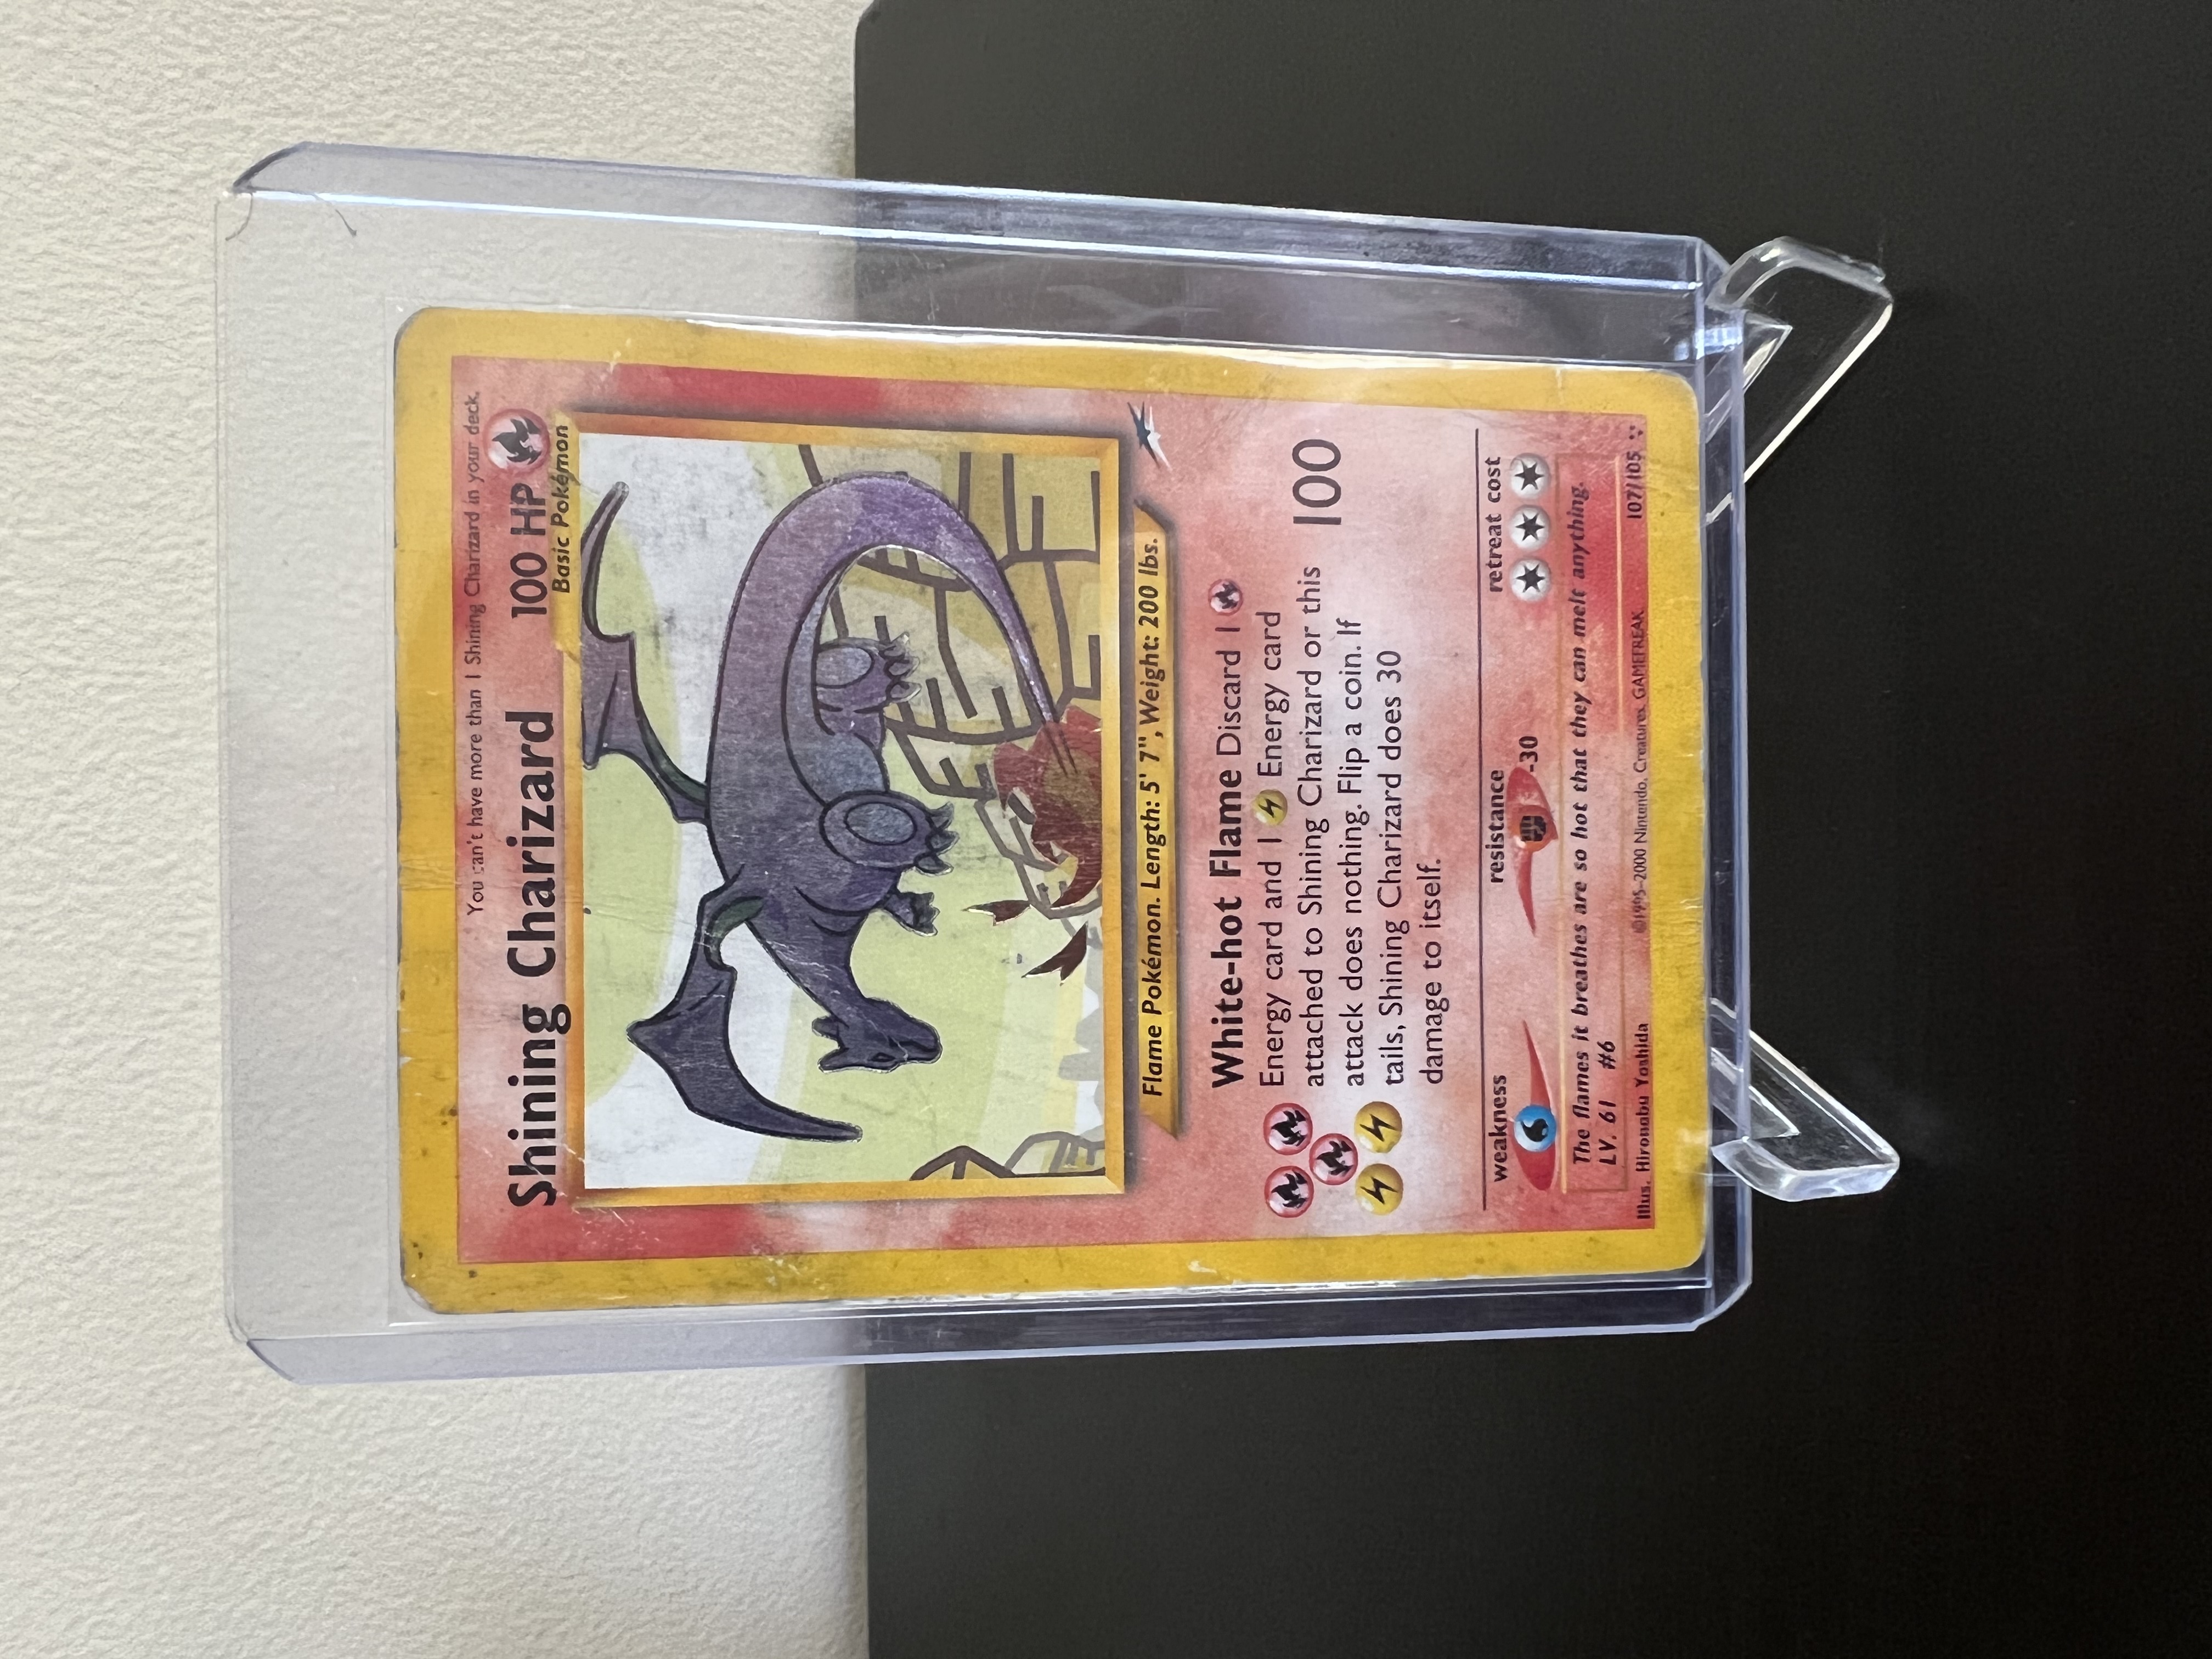 You can't have more than 1 Shining Charizard in your deck.
Shining Charizard 100 HP
Basic Pokémon
Flame Pokémon. Length: 5' 7", Weight: 200 lbs.
White-hot Flame Discard 1
Energy card and 1 Energy card
attached to Shining Charizard or this
attack does nothing. Flip a coin. If
tails, Shining Charizard does 30
damage to itself.
100
weakness resistance retreat cost
-30
The flames it breathes are so hot that they can melt anything.
LV. 61 #6
Illus. Hironobu Yoshida ©1995-2000 Nintendo, Creatures, GAMEFREAK. 107/105